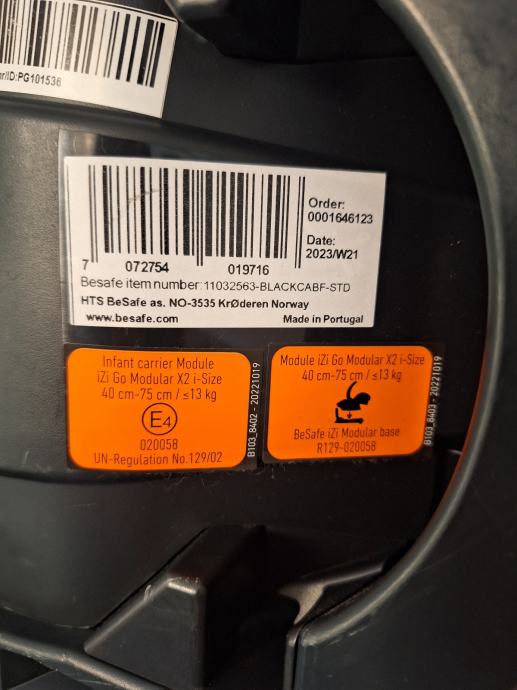 ID:PG101536
Order:
0001646123
Date:
2023/W21
7 072754 019716
Besafe item number:11032563-BLACKCABF-STD
HTS BeSafe as. NO-3535 KrØderen Norway
www.besafe.com Made in Portugal
Infant carrier Module
iZi Go Modular X2 i-Size
40 cm-75 cm / ≤13 kg
E4
020058
UN-Regulation No.129/02
B103_8402 - 20221019
Module iZi Go Modular X2 i-Size
40 cm-75 cm / ≤13 kg
BeSafe iZi Modular base
R129-020058
B103_8403 - 20221019